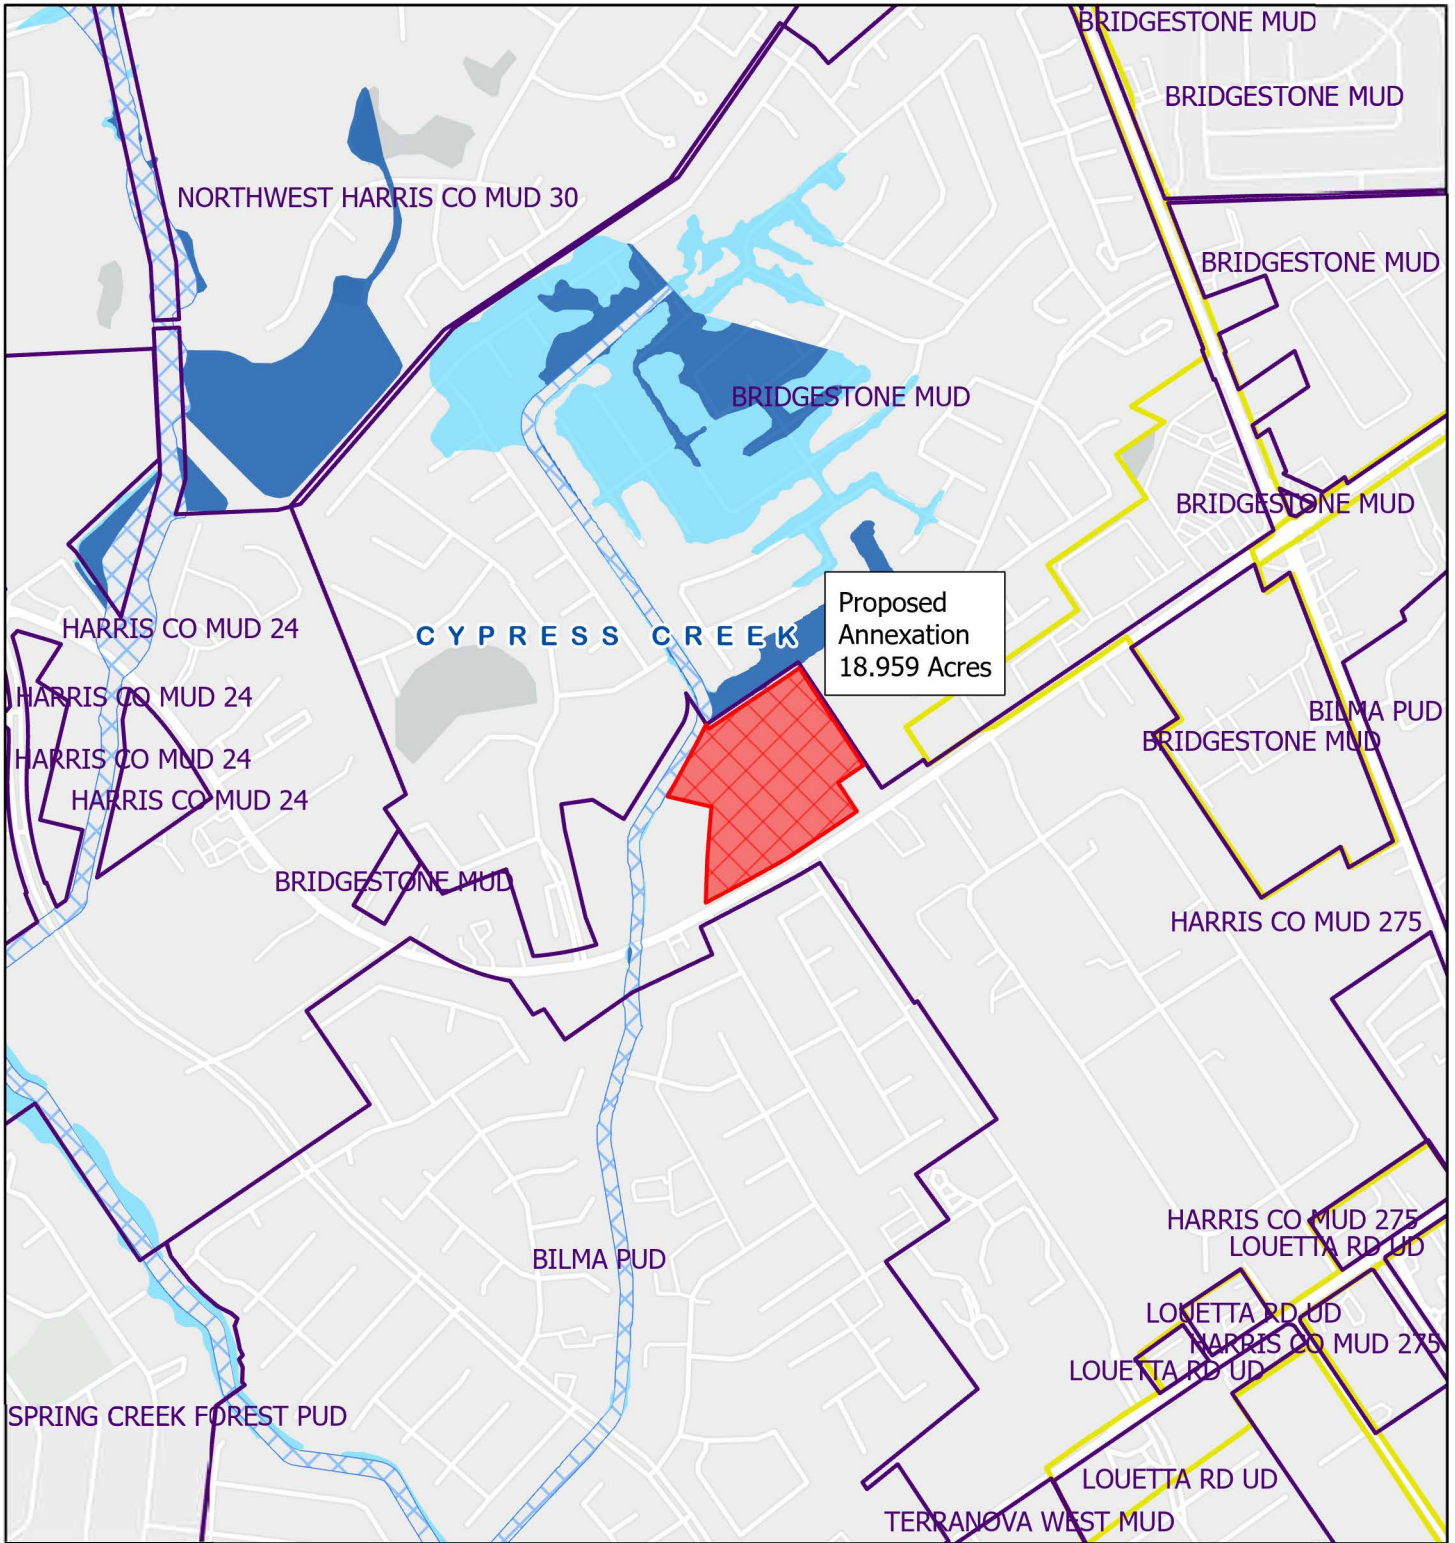 BRIDGESTONE MUD
BRIDGESTONE MUD
NORTHWEST HARRIS CO MUD 30
BRIDGESTONE MUD
BRIDGESTONE MUD
BRIDGESTONE MUD
Proposed
Annexation
18.959 Acres
HARRIS CO MUD 24
CYPRESS CREEK
HARRIS CO MUD 24
BILMA PUD
BRIDGESTONE MUD
HARRIS CO MUD 24
HARRIS CO MUD 24
BRIDGESTONE MUD
HARRIS CO MUD 275
HARRIS CO MUD 275
LOUETTA RD UD
BILMA PUD
LOUETTA RD UD
HARRIS CO MUD 275
LOUETTA RD UD
SPRING CREEK FOREST PUD
LOUETTA RD UD
TERRANOVA WEST MUD